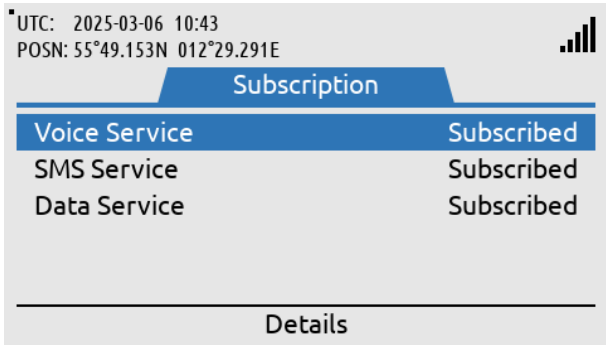 UTC: 2025-03-06 10:43
POSN: 55°49.153N 012°29.291E
Subscription
Voice Service Subscribed
SMS Service Subscribed
Data Service Subscribed
Details